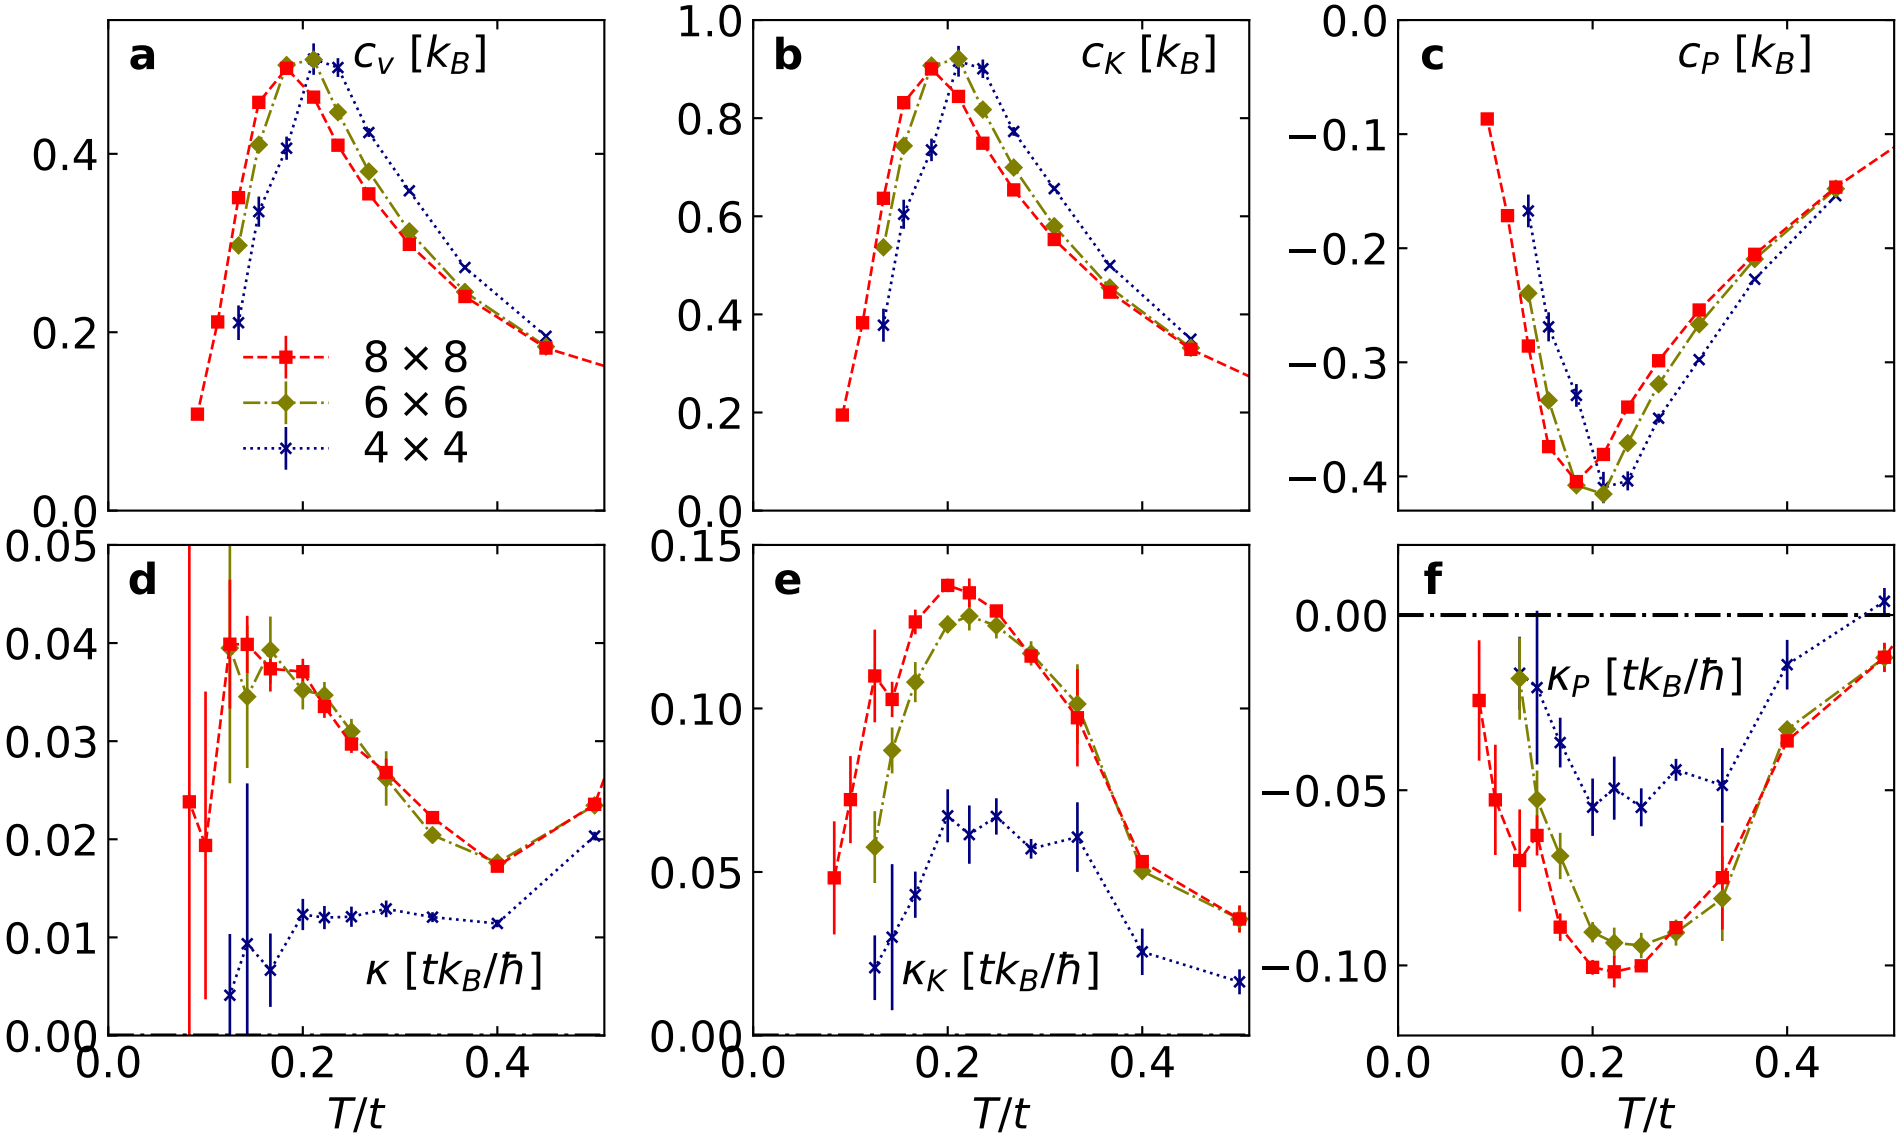 a
c_v [k_B]
0.4
0.2
0.0
8 × 8
6 × 6
4 × 4
b
c_K [k_B]
1.0
0.8
0.6
0.4
0.2
0.0
c
c_P [k_B]
0.0
−0.1
−0.2
−0.3
−0.4
d
κ [tk_B/ħ]
0.05
0.04
0.03
0.02
0.01
0.00
0.0 0.2 0.4
T/t
e
κ_K [tk_B/ħ]
0.15
0.10
0.05
0.00
0.0 0.2 0.4
T/t
f
κ_P [tk_B/ħ]
0.00
−0.05
−0.10
0.0 0.2 0.4
T/t